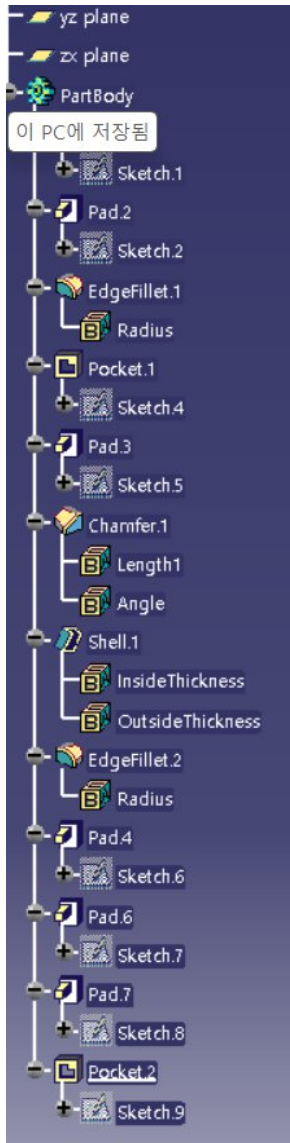 yz plane
zx plane
PartBody
이 PC에 저장됨
Sketch.1
Pad.2
Sketch.2
EdgeFillet.1
Radius
Pocket.1
Sketch.4
Pad.3
Sketch.5
Chamfer.1
Length1
Angle
Shell.1
InsideThickness
OutsideThickness
EdgeFillet.2
Radius
Pad.4
Sketch.6
Pad.6
Sketch.7
Pad.7
Sketch.8
Pocket.2
Sketch.9